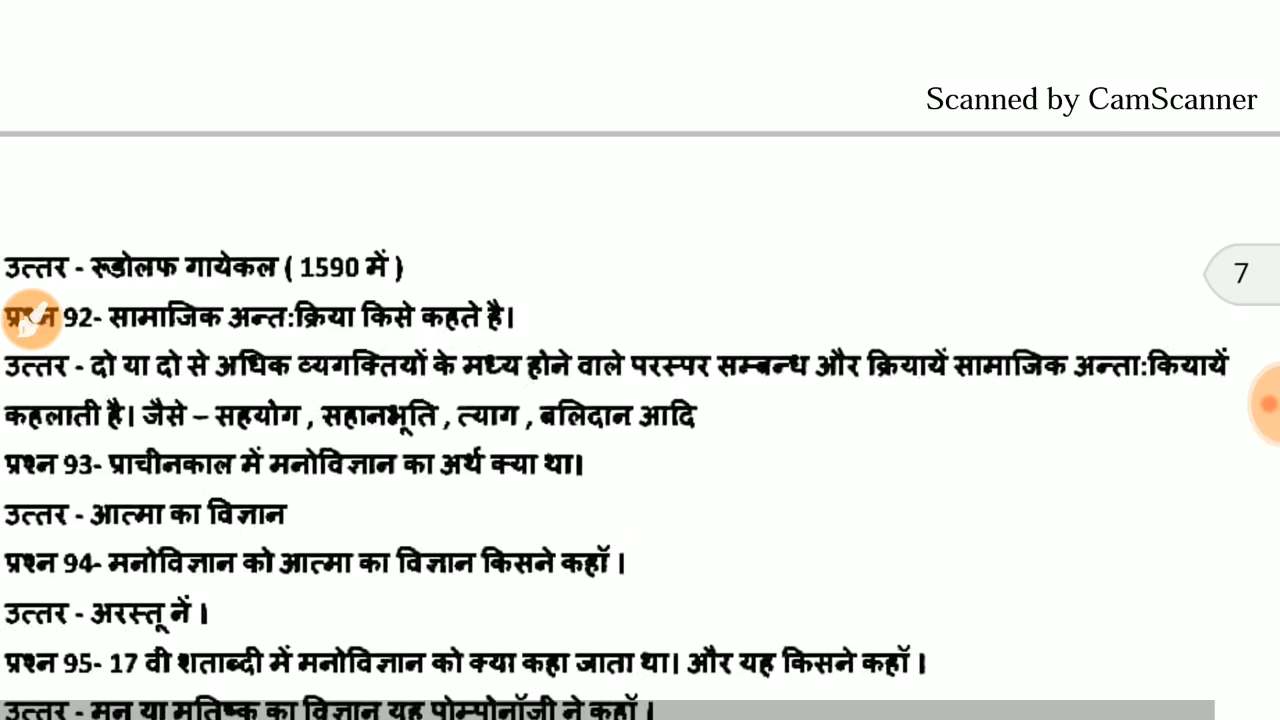 Scanned by CamScanner
7
उत्तर - रूडोलफ गायेकल ( 1590 में )
प्रश्न 92- सामाजिक अन्त:क्रिया किसे कहते है।
उत्तर - दो या दो से अधिक व्यगक्तियों के मध्य होने वाले परस्पर सम्बन्ध और क्रियायें सामाजिक अन्ता:कियायें
कहलाती है। जैसे – सहयोग , सहानभूति , त्याग , बलिदान आदि
प्रश्न 93- प्राचीनकाल में मनोविज्ञान का अर्थ क्या था।
उत्तर - आत्मा का विज्ञान
प्रश्न 94- मनोविज्ञान को आत्मा का विज्ञान किसने कहॉ ।
उत्तर - अरस्तू नें ।
प्रश्न 95- 17 वी शताब्दी में मनोविज्ञान को क्या कहा जाता था। और यह किसने कहॉ ।
उत्तर - मन या मतिष्क का विज्ञान यह पोम्पोनॉजी ने कहॉ ।